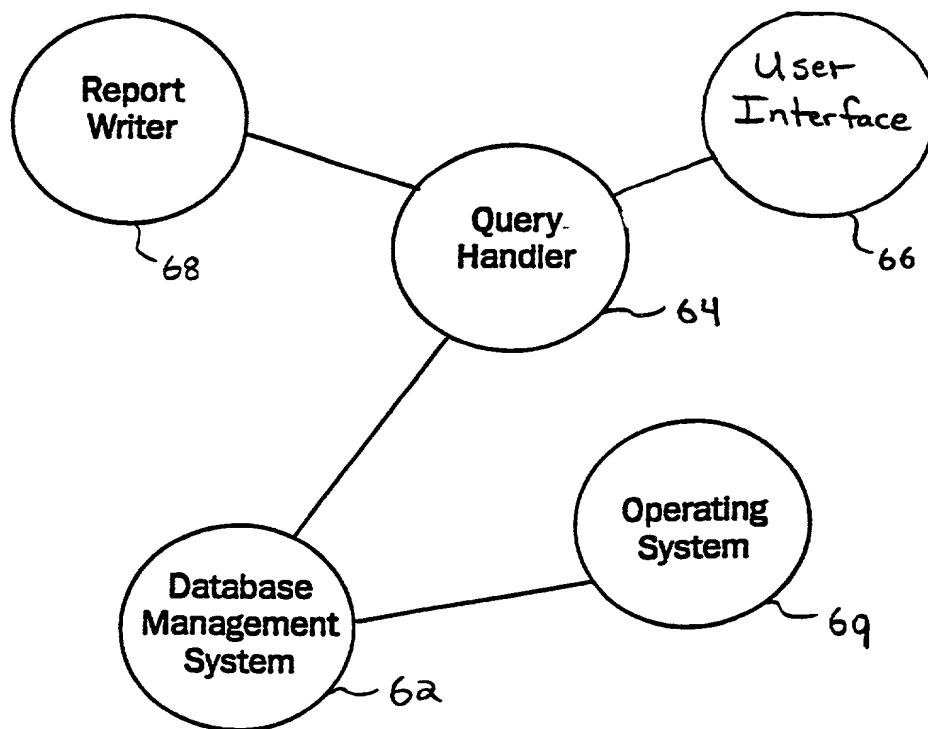 Report
Writer
68
User
Interface
66
Query
Handler
64
Operating
System
69
Database
Management
System
62